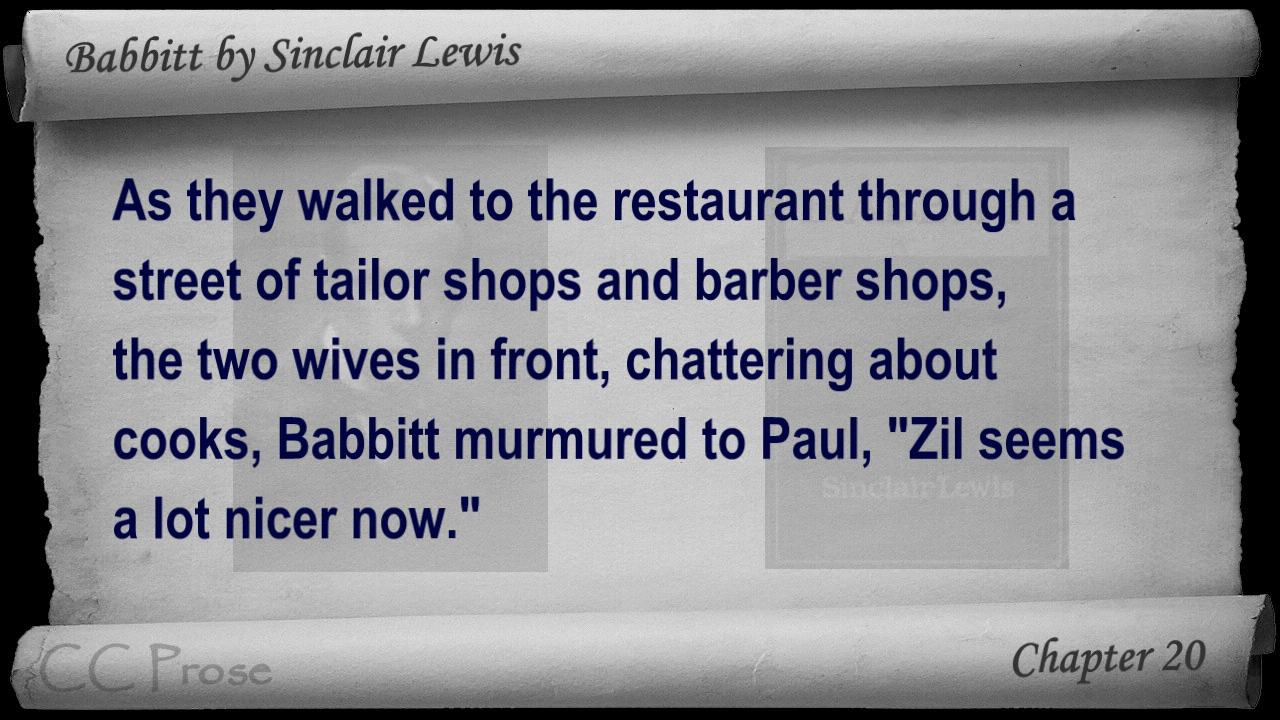 Babbitt by Sinclair Lewis
As they walked to the restaurant through a
street of tailor shops and barber shops,
the two wives in front, chattering about
cooks, Babbitt murmured to Paul, "Zil seems
a lot nicer now."
Sinclair Lewis
CC Prose
Chapter 20